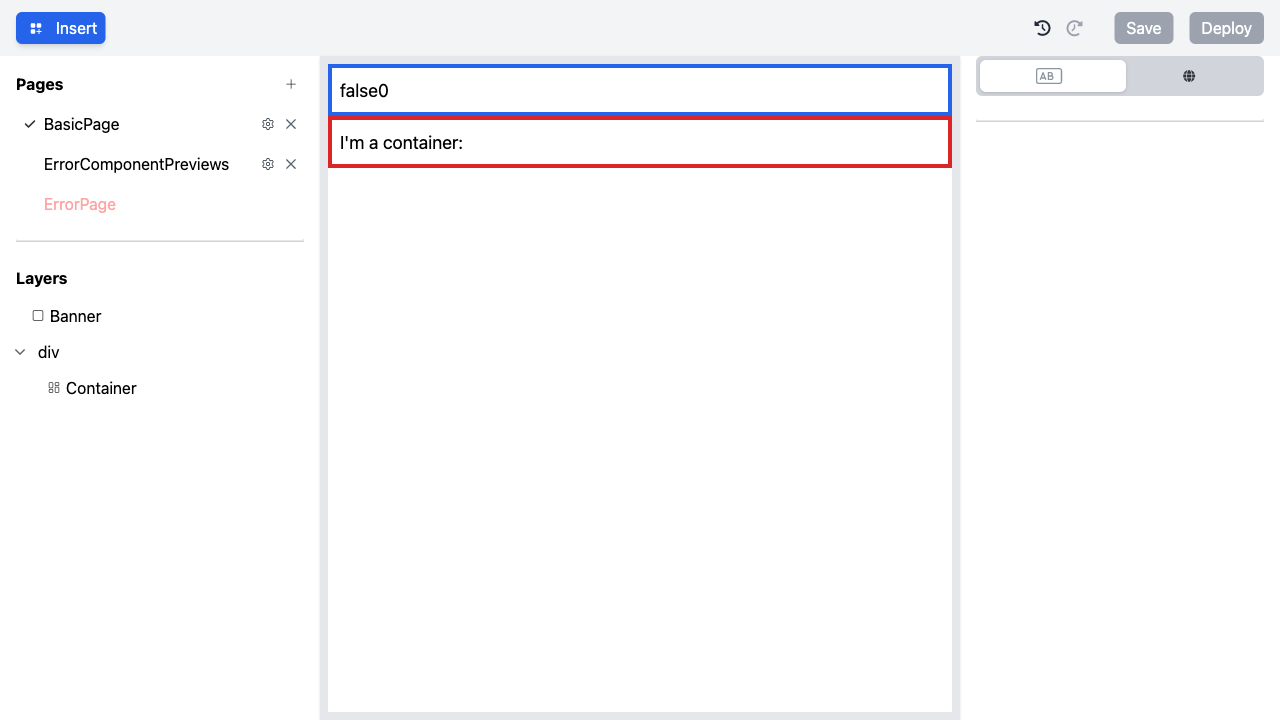 Insert
Save
Deploy
Pages
BasicPage
ErrorComponentPreviews
ErrorPage
Layers
Banner
div
Container
false0
I'm a container:
AB